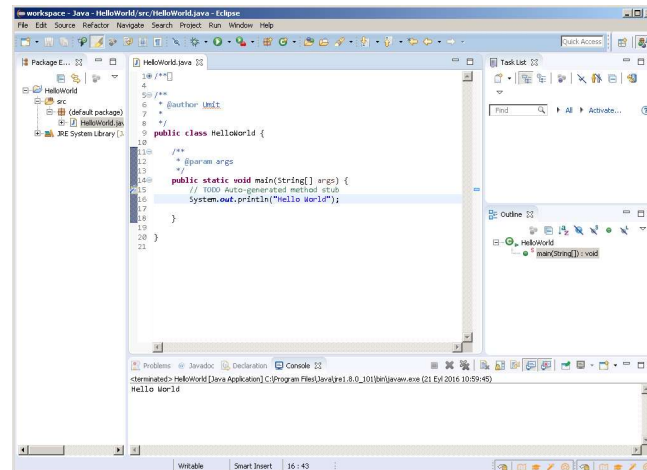 workspace - Java - HelloWorld/src/HelloWorld.java - Eclipse
File Edit Source Refactor Navigate Search Project Run Window Help
Quick Access
Package E...
HelloWorld
src
(default package)
HelloWorld.jav
JRE System Library [J
HelloWorld.java
1 /**
4
5 /**
6 * @author Umit
7 *
8 */
9 public class HelloWorld {
10
11 /**
12 * @param args
13 */
14 public static void main(String[] args) {
15 // TODO Auto-generated method stub
16 System.out.println("Hello World");
17
18 }
19
20 }
21
Task List
Find All Activate...
Outline
HelloWorld
main(String[]) : void
Problems @ Javadoc Declaration Console
<terminated> HelloWorld [Java Application] C:\Program Files\Java\jre1.8.0_101\bin\javaw.exe (21 Eyl 2016 10:59:45)
Hello World
Writable Smart Insert 16 : 43